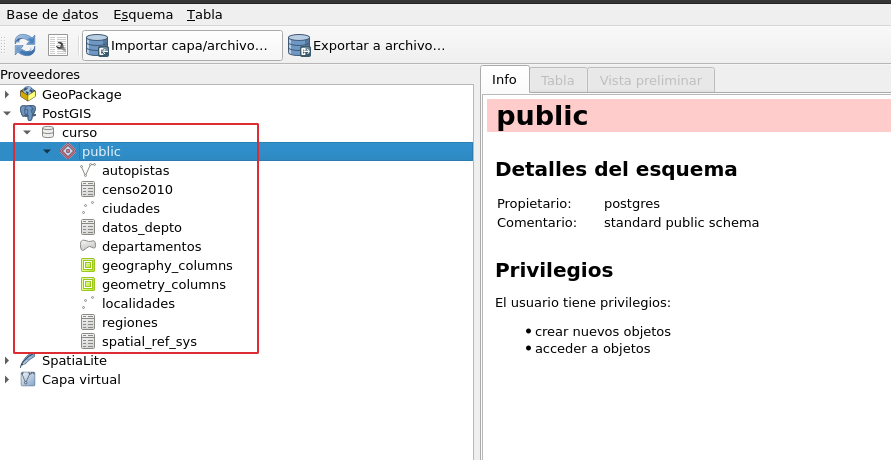 Base de datos Esquema Tabla
Importar capa/archivo... Exportar a archivo...
Proveedores
GeoPackage
PostGIS
curso
public
autopistas
censo2010
ciudades
datos_depto
departamentos
geography_columns
geometry_columns
localidades
regiones
spatial_ref_sys
SpatiaLite
Capa virtual
Info Tabla Vista preliminar
public
Detalles del esquema
Propietario: postgres
Comentario: standard public schema
Privilegios
El usuario tiene privilegios:
• crear nuevos objetos
• acceder a objetos